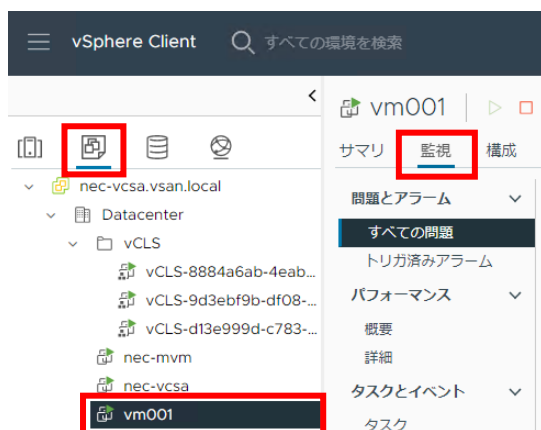 vSphere Client すべての環境を検索
vm001
サマリ 監視 構成
nec-vcsa.vsan.local
Datacenter
vCLS
vCLS-8884a6ab-4eab...
vCLS-9d3ebf9b-df08-...
vCLS-d13e999d-c783-...
nec-mvm
nec-vcsa
vm001
問題とアラーム
すべての問題
トリガ済みアラーム
パフォーマンス
概要
詳細
タスクとイベント
タスク